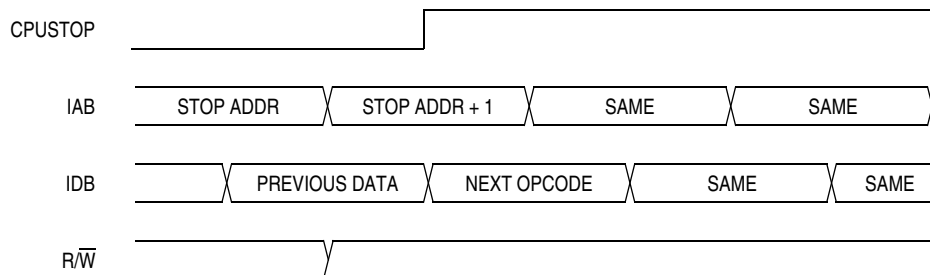 CPUSTOP
IAB STOP ADDR STOP ADDR + 1 SAME SAME
IDB PREVIOUS DATA NEXT OPCODE SAME SAME
R/W̅